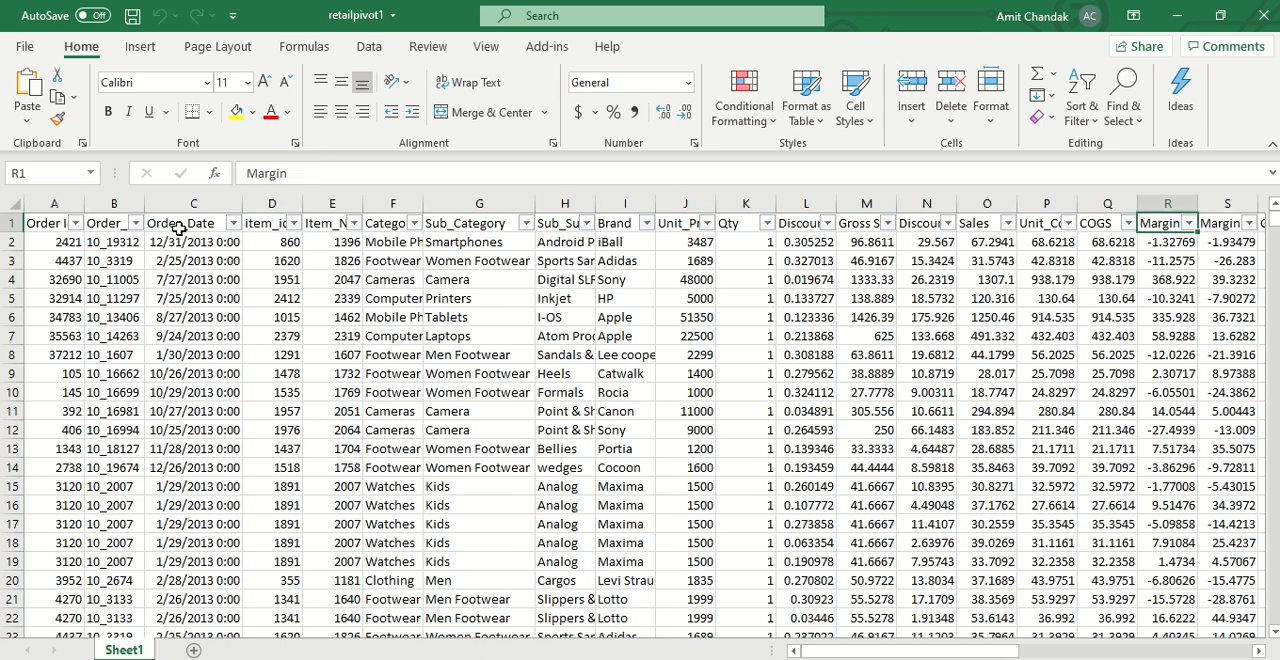 AutoSave Off retailpivot1 Search Amit Chandak AC
File Home Insert Page Layout Formulas Data Review View Add-ins Help Share Comments
Paste Calibri 11 Wrap Text General Conditional Format as Cell Insert Delete Format Sort & Find & Ideas
B I U A Merge & Center $ % Formatting Table Styles Filter Select
Clipboard Font Alignment Number Styles Cells Editing Ideas
R1 fx Margin
A B C D E F G H I J K L M N O P Q R S
1 Order I Order_ Order_Date item_ic Item_N Catego Sub_Category Sub_Su Brand Unit_Pr Qty Discou Gross S Discou Sales Unit_Co COGS Margin Margin
2 2421 10_19312 12/31/2013 0:00 860 1396 Mobile Ph Smartphones Android P iBall 3487 1 0.305252 96.8611 29.567 67.2941 68.6218 68.6218 -1.32769 -1.93479
3 4437 10_3319 2/25/2013 0:00 1620 1826 Footwear Women Footwear Sports San Adidas 1689 1 0.327013 46.9167 15.3424 31.5743 42.8318 42.8318 -11.2575 -26.283
4 32690 10_11005 7/27/2013 0:00 1951 2047 Cameras Camera Digital SLF Sony 48000 1 0.019674 1333.33 26.2319 1307.1 938.179 938.179 368.922 39.3232
5 32914 10_11297 7/25/2013 0:00 2412 2339 Computer Printers Inkjet HP 5000 1 0.133727 138.889 18.5732 120.316 130.64 130.64 -10.3241 -7.90272
6 34783 10_13406 8/27/2013 0:00 1015 1462 Mobile Ph Tablets I-OS Apple 51350 1 0.123336 1426.39 175.926 1250.46 914.535 914.535 335.928 36.7321
7 35563 10_14263 9/24/2013 0:00 2379 2319 Computer Laptops Atom Proc Apple 22500 1 0.213868 625 133.668 491.332 432.403 432.403 58.9288 13.6282
8 37212 10_1607 1/30/2013 0:00 1291 1607 Footwear Men Footwear Sandals & Lee coope 2299 1 0.308188 63.8611 19.6812 44.1799 56.2025 56.2025 -12.0226 -21.3916
9 105 10_16662 10/26/2013 0:00 1478 1732 Footwear Women Footwear Heels Catwalk 1400 1 0.279562 38.8889 10.8719 28.017 25.7098 25.7098 2.30717 8.97388
10 145 10_16699 10/29/2013 0:00 1535 1769 Footwear Women Footwear Formals Rocia 1000 1 0.324112 27.7778 9.00311 18.7747 24.8297 24.8297 -6.05501 -24.3862
11 392 10_16981 10/27/2013 0:00 1957 2051 Cameras Camera Point & Sh Canon 11000 1 0.034891 305.556 10.6611 294.894 280.84 280.84 14.0544 5.00443
12 406 10_16994 10/25/2013 0:00 1976 2064 Cameras Camera Point & Sh Sony 9000 1 0.264593 250 66.1483 183.852 211.346 211.346 -27.4939 -13.009
13 1343 10_18127 11/28/2013 0:00 1437 1704 Footwear Women Footwear Bellies Portia 1200 1 0.139346 33.3333 4.64487 28.6885 21.1711 21.1711 7.51734 35.5075
14 2738 10_19674 12/26/2013 0:00 1518 1758 Footwear Women Footwear wedges Cocoon 1600 1 0.193459 44.4444 8.59818 35.8463 39.7092 39.7092 -3.86296 -9.72811
15 3120 10_2007 1/29/2013 0:00 1891 2007 Watches Kids Analog Maxima 1500 1 0.260149 41.6667 10.8395 30.8271 32.5972 32.5972 -1.77008 -5.43015
16 3120 10_2007 1/29/2013 0:00 1891 2007 Watches Kids Analog Maxima 1500 1 0.107772 41.6667 4.49048 37.1762 27.6614 27.6614 9.51476 34.3972
17 3120 10_2007 1/29/2013 0:00 1891 2007 Watches Kids Analog Maxima 1500 1 0.273858 41.6667 11.4107 30.2559 35.3545 35.3545 -5.09858 -14.4213
18 3120 10_2007 1/29/2013 0:00 1891 2007 Watches Kids Analog Maxima 1500 1 0.063354 41.6667 2.63976 39.0269 31.1161 31.1161 7.91084 25.4237
19 3120 10_2007 1/29/2013 0:00 1891 2007 Watches Kids Analog Maxima 1500 1 0.190978 41.6667 7.95743 33.7092 32.2358 32.2358 1.4734 4.57067
20 3952 10_2674 2/28/2013 0:00 355 1181 Clothing Men Cargos Levi Strau 1835 1 0.270802 50.9722 13.8034 37.1689 43.9751 43.9751 -6.80626 -15.4775
21 4270 10_3133 2/26/2013 0:00 1341 1640 Footwear Men Footwear Slippers & Lotto 1999 1 0.30923 55.5278 17.1709 38.3569 53.9297 53.9297 -15.5728 -28.8761
22 4270 10_3133 2/26/2013 0:00 1341 1640 Footwear Men Footwear Slippers & Lotto 1999 1 0.03446 55.5278 1.91348 53.6143 36.992 36.992 16.6222 44.9347
23 4437 10_3319 2/25/2013 0:00 1620 1826 Footwear Women Footwear Sports San Adidas 1689 1 0.237022 46.9167 11.1203 35.7964 31.3929 31.3929 4.40345 14.0269
Sheet1